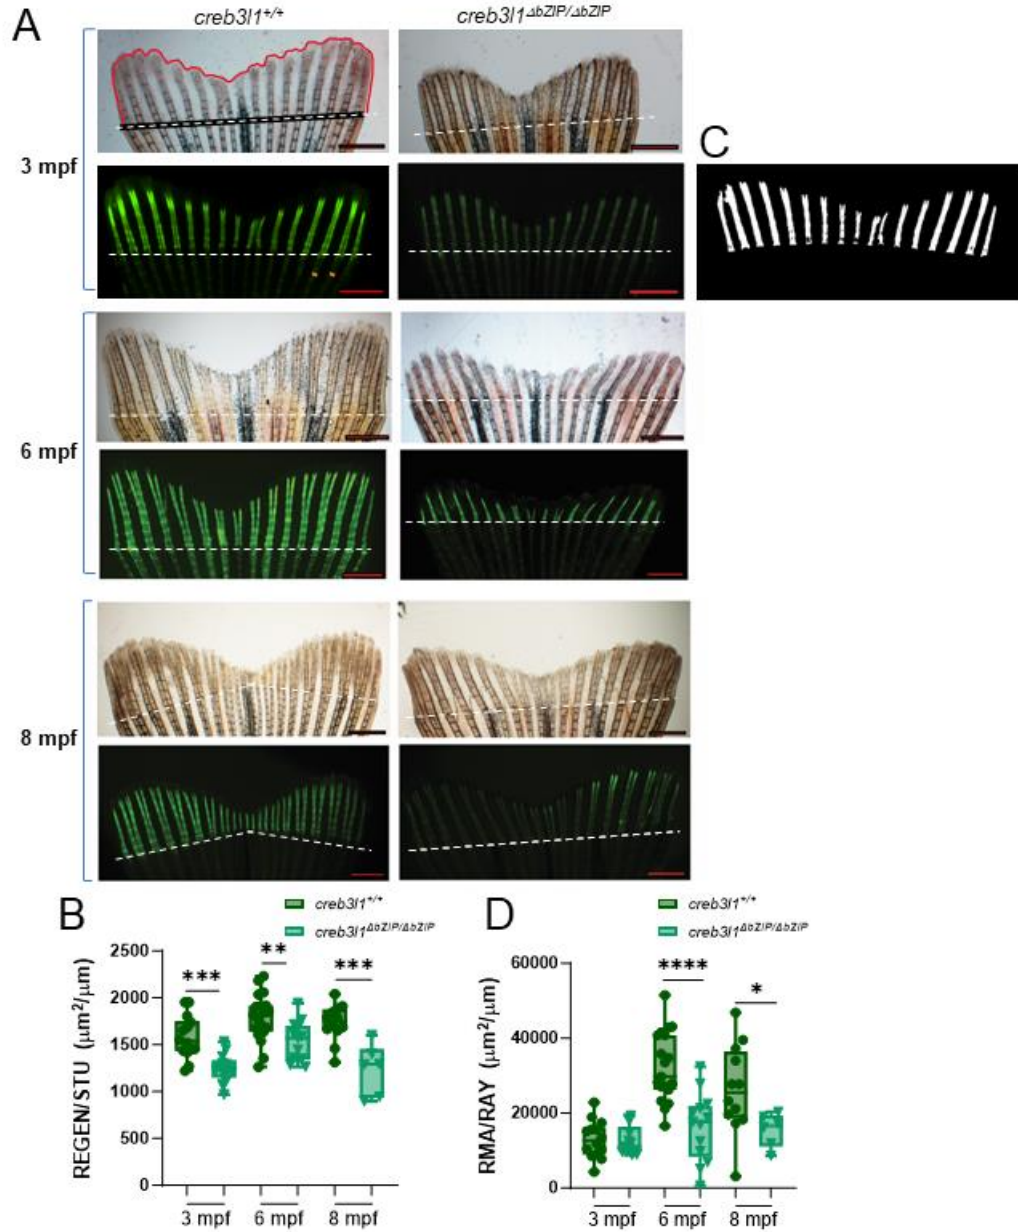 A
creb3l1+/+
creb3l1ΔbZIP/ΔbZIP
3 mpf
C
6 mpf
8 mpf
B
creb3l1+/+
creb3l1ΔbZIP/ΔbZIP
REGEN/STU (μm²/μm)
2500
2000
1500
1000
500
0
***
**
***
3 mpf
6 mpf
8 mpf
D
creb3l1+/+
creb3l1ΔbZIP/ΔbZIP
RMA/RAY (μm²/μm)
60000
40000
20000
0
****
*
3 mpf
6 mpf
8 mpf